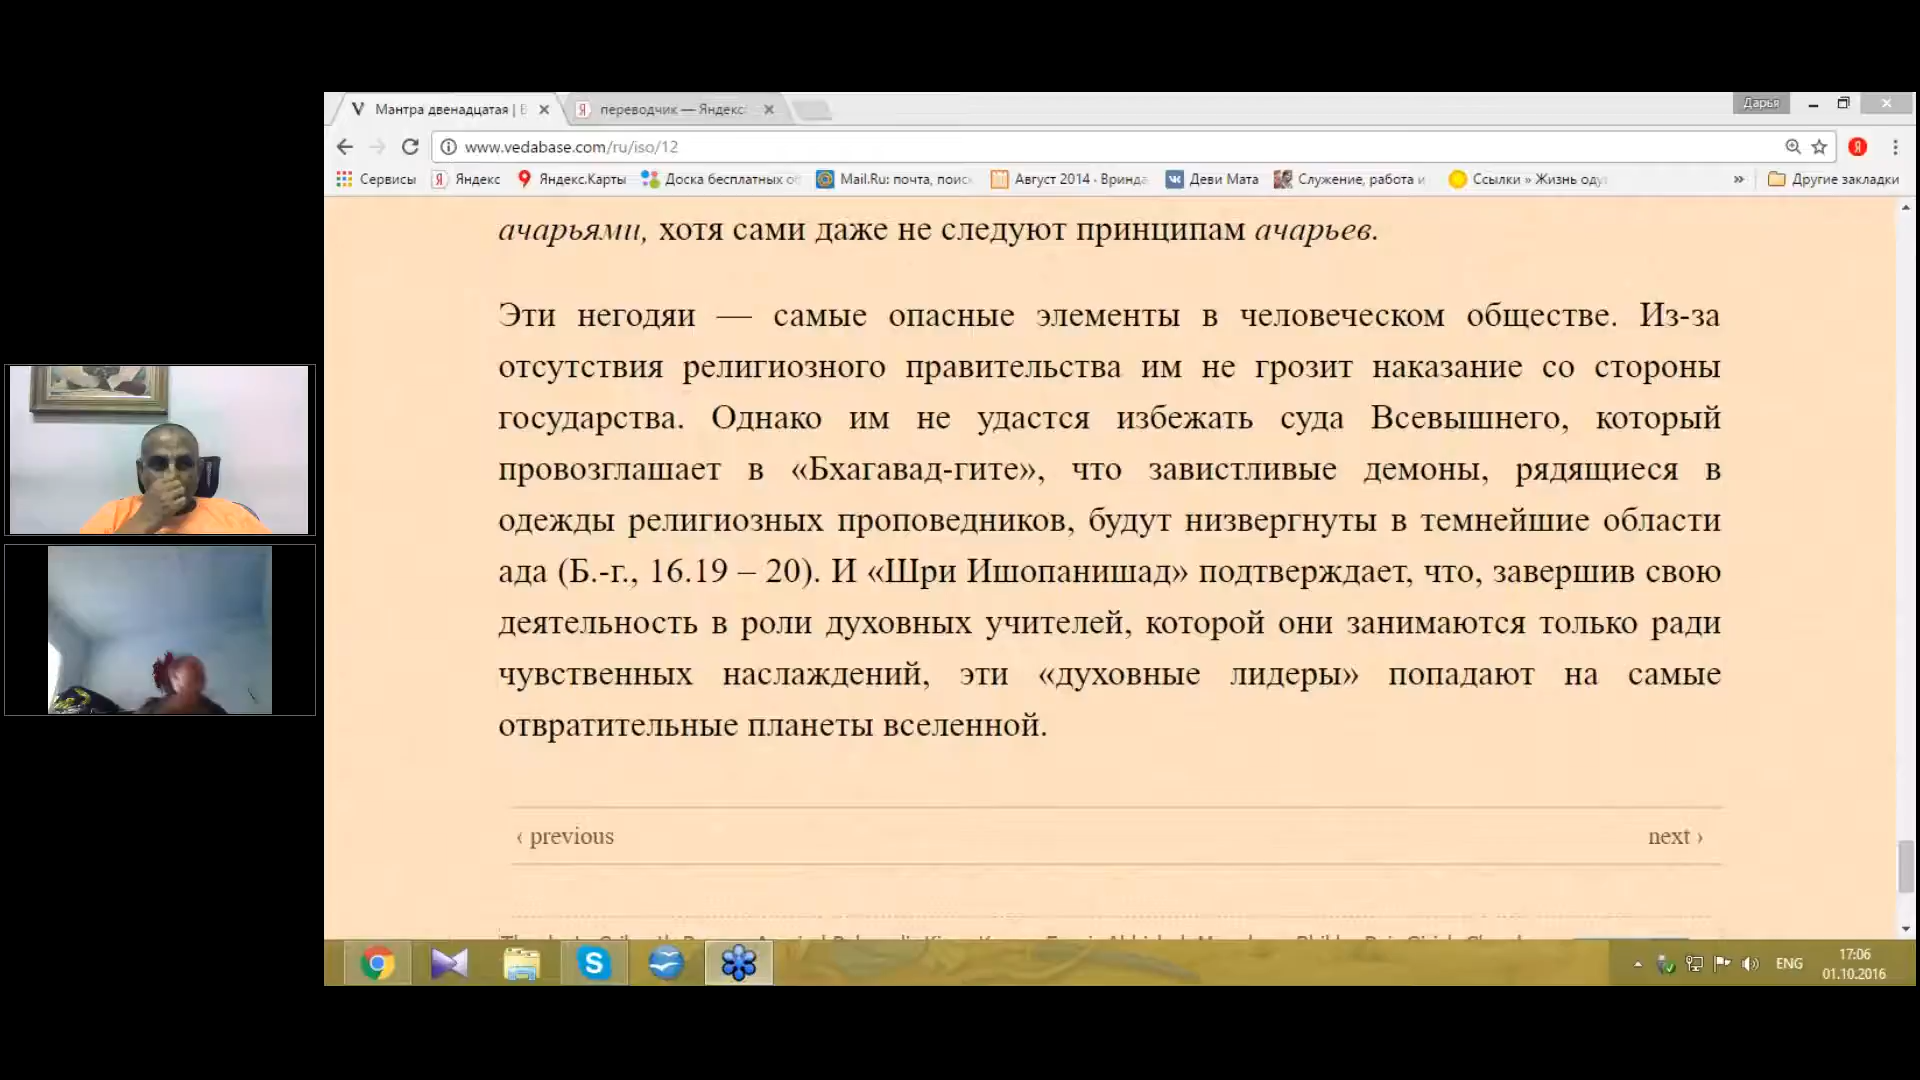 Мантра двенадцатая |
переводчик — Яндекс
Дарья
www.vedabase.com/ru/iso/12
Сервисы
Яндекс
Яндекс.Карты
Доска бесплатных
Mail.Ru: почта, поис
Август 2014 - Вринда
Деви Мата
Служение, работа и
Ссылки » Жизнь
»
Другие закладки
ачарьями, хотя сами даже не следуют принципам ачарьев.
Эти негодяи — самые опасные элементы в человеческом обществе. Из-за
отсутствия религиозного правительства им не грозит наказание со стороны
государства. Однако им не удастся избежать суда Всевышнего, который
провозглашает в «Бхагавад-гите», что завистливые демоны, рядящиеся в
одежды религиозных проповедников, будут низвергнуты в темнейшие области
ада (Б.-г., 16.19 – 20). И «Шри Ишопанишад» подтверждает, что, завершив свою
деятельность в роли духовных учителей, которой они занимаются только ради
чувственных наслаждений, эти «духовные лидеры» попадают на самые
отвратительные планеты вселенной.
‹ previous
next ›
ENG
17:06
01.10.2016